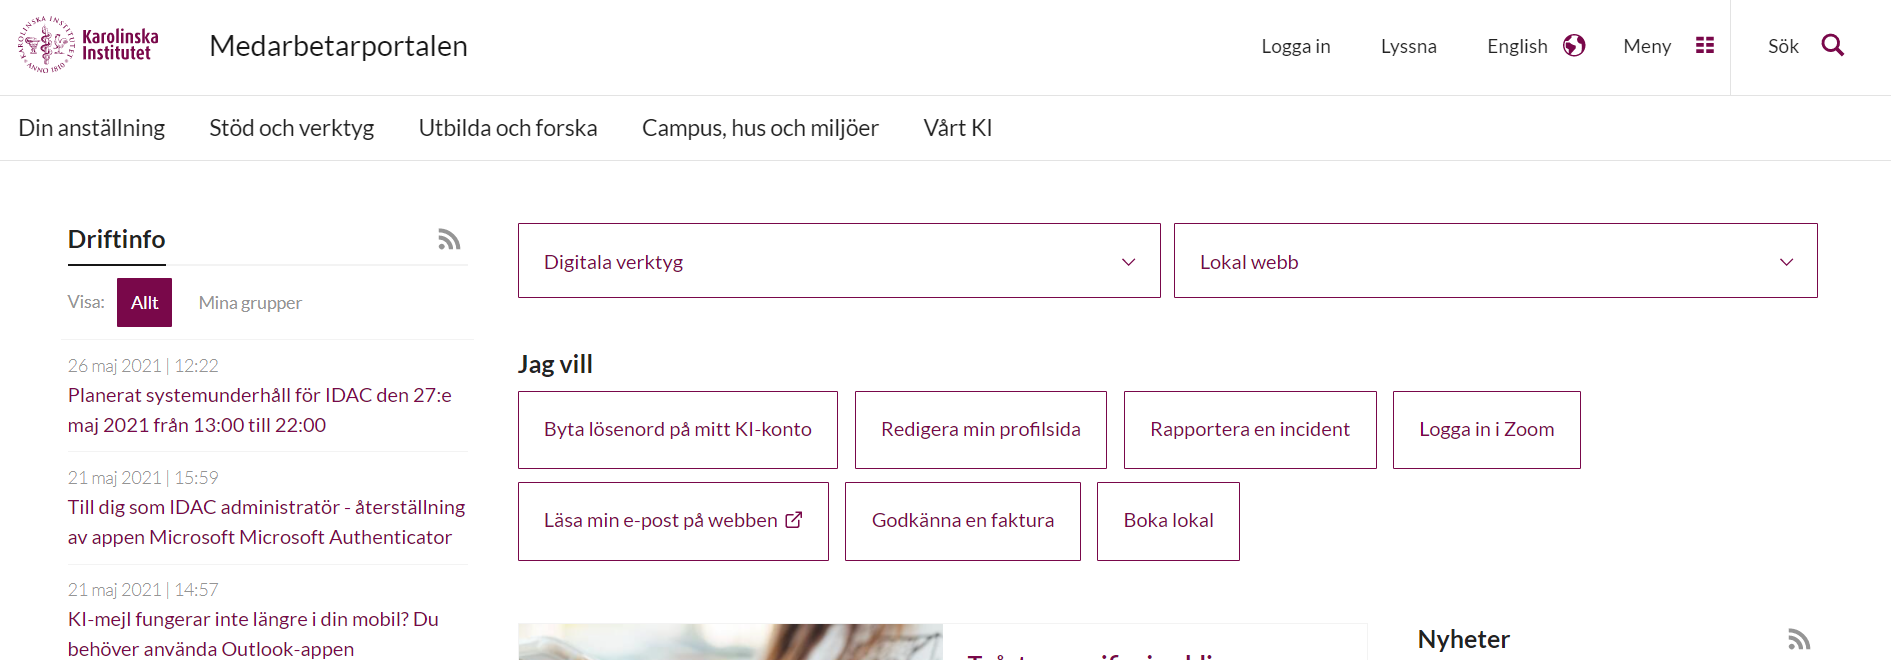 Karolinska
Institutet
ANNO 1810
Medarbetarportalen
Logga in
Lyssna
English
Meny
Sök
Din anställning
Stöd och verktyg
Utbilda och forska
Campus, hus och miljöer
Vårt KI
Driftinfo
Visa:
Allt
Mina grupper
26 maj 2021 | 12:22
Planerat systemunderhåll för IDAC den 27:e
maj 2021 från 13:00 till 22:00
21 maj 2021 | 15:59
Till dig som IDAC administratör - återställning
av appen Microsoft Microsoft Authenticator
21 maj 2021 | 14:57
KI-mejl fungerar inte längre i din mobil? Du
behöver använda Outlook-appen
Digitala verktyg
Lokal webb
Jag vill
Byta lösenord på mitt KI-konto
Redigera min profilsida
Rapportera en incident
Logga in i Zoom
Läsa min e-post på webben
Godkänna en faktura
Boka lokal
Nyheter